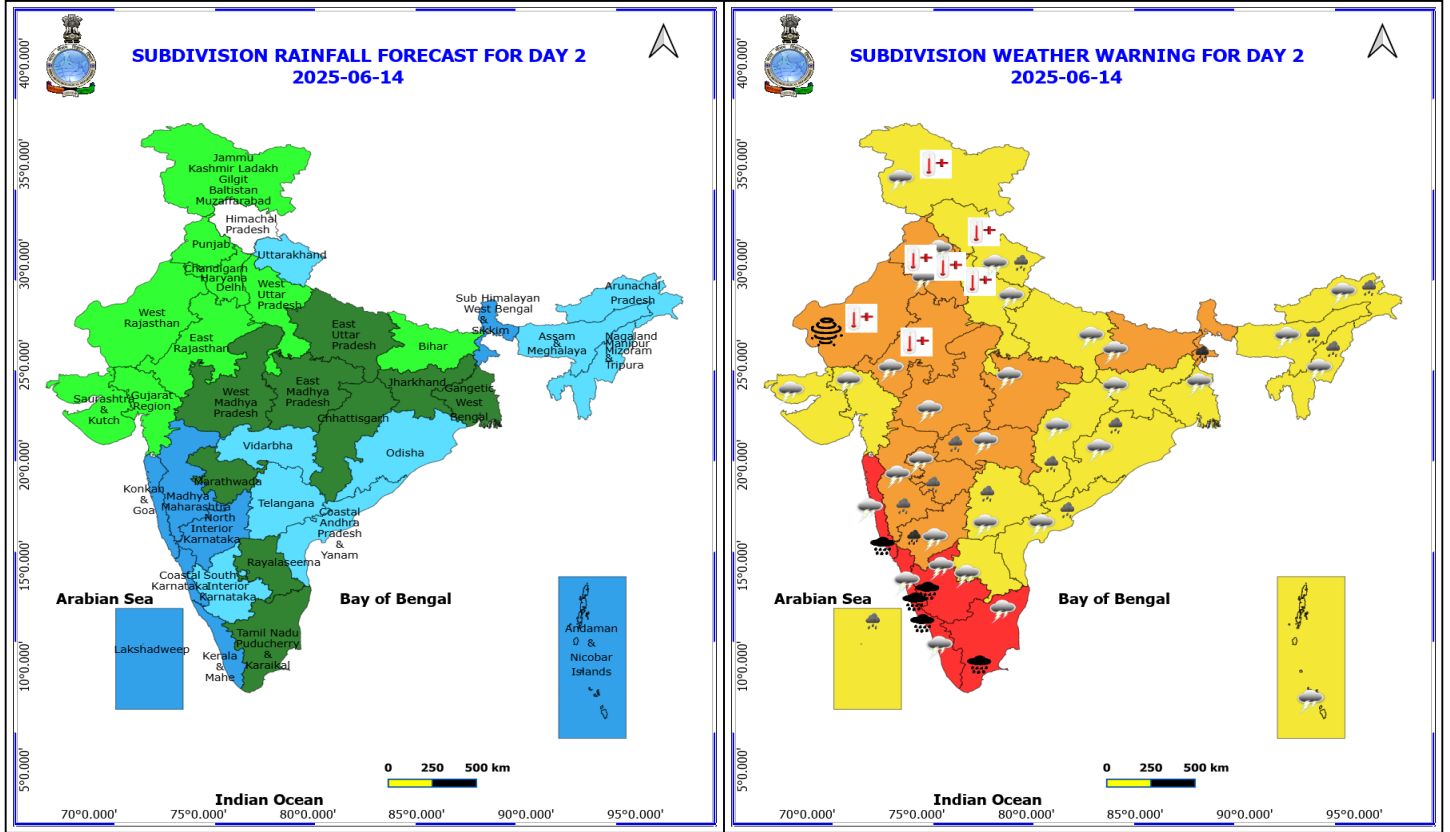 SUBDIVISION RAINFALL FORECAST FOR DAY 2
2025-06-14
40°0.000'
35°0.000'
30°0.000'
25°0.000'
20°0.000'
15°0.000'
10°0.000'
5°0.000'
Jammu
Kashmir Ladakh
Gilgit
Baltistan
Muzaffarabad
Himachal
Pradesh
Punjab
Uttarakhand
Chandigarh
Haryana
Delhi
West
Uttar
Pradesh
West
Rajasthan
East
Rajasthan
East
Uttar
Pradesh
Bihar
Sub Himalayan
West Bengal
&
Sikkim
Arunachal
Pradesh
Assam
&
Meghalaya
Nagaland
Manipur
Mizoram
&
Tripura
Saurashtra
&
Kutch
Gujarat
Region
West
Madhya
Pradesh
East
Madhya
Pradesh
Jharkhand
Gangetic
West
Bengal
Chhattisgarh
Vidarbha
Odisha
Konkan
&
Goa
Madhya
Maharashtra
Marathwada
Telangana
North
Interior
Karnataka
Coastal
Andhra
Pradesh
&
Yanam
Rayalaseema
Coastal
Karnataka
South
Interior
Karnataka
Arabian Sea
Bay of Bengal
Lakshadweep
Kerala
&
Mahe
Tamil Nadu
Puducherry
&
Karaikal
Andaman
&
Nicobar
Islands
0 250 500 km
Indian Ocean
70°0.000' 75°0.000' 80°0.000' 85°0.000' 90°0.000' 95°0.000'
SUBDIVISION WEATHER WARNING FOR DAY 2
2025-06-14
40°0.000'
35°0.000'
30°0.000'
25°0.000'
20°0.000'
15°0.000'
10°0.000'
5°0.000'
Arabian Sea
Bay of Bengal
0 250 500 km
Indian Ocean
70°0.000' 75°0.000' 80°0.000' 85°0.000' 90°0.000' 95°0.000'